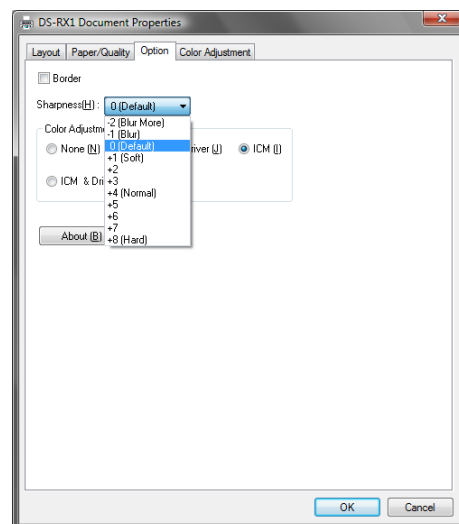 DS-RX1 Document Properties
Layout Paper/Quality Option Color Adjustment
Border
Sharpness(H) : 0 (Default)
-2 (Blur More)
-1 (Blur)
0 (Default)
+1 (Soft)
+2
+3
+4 (Normal)
+5
+6
+7
+8 (Hard)
Color Adjustm
None (N) river (J) ICM (I)
ICM & Dri
About (B)
OK Cancel